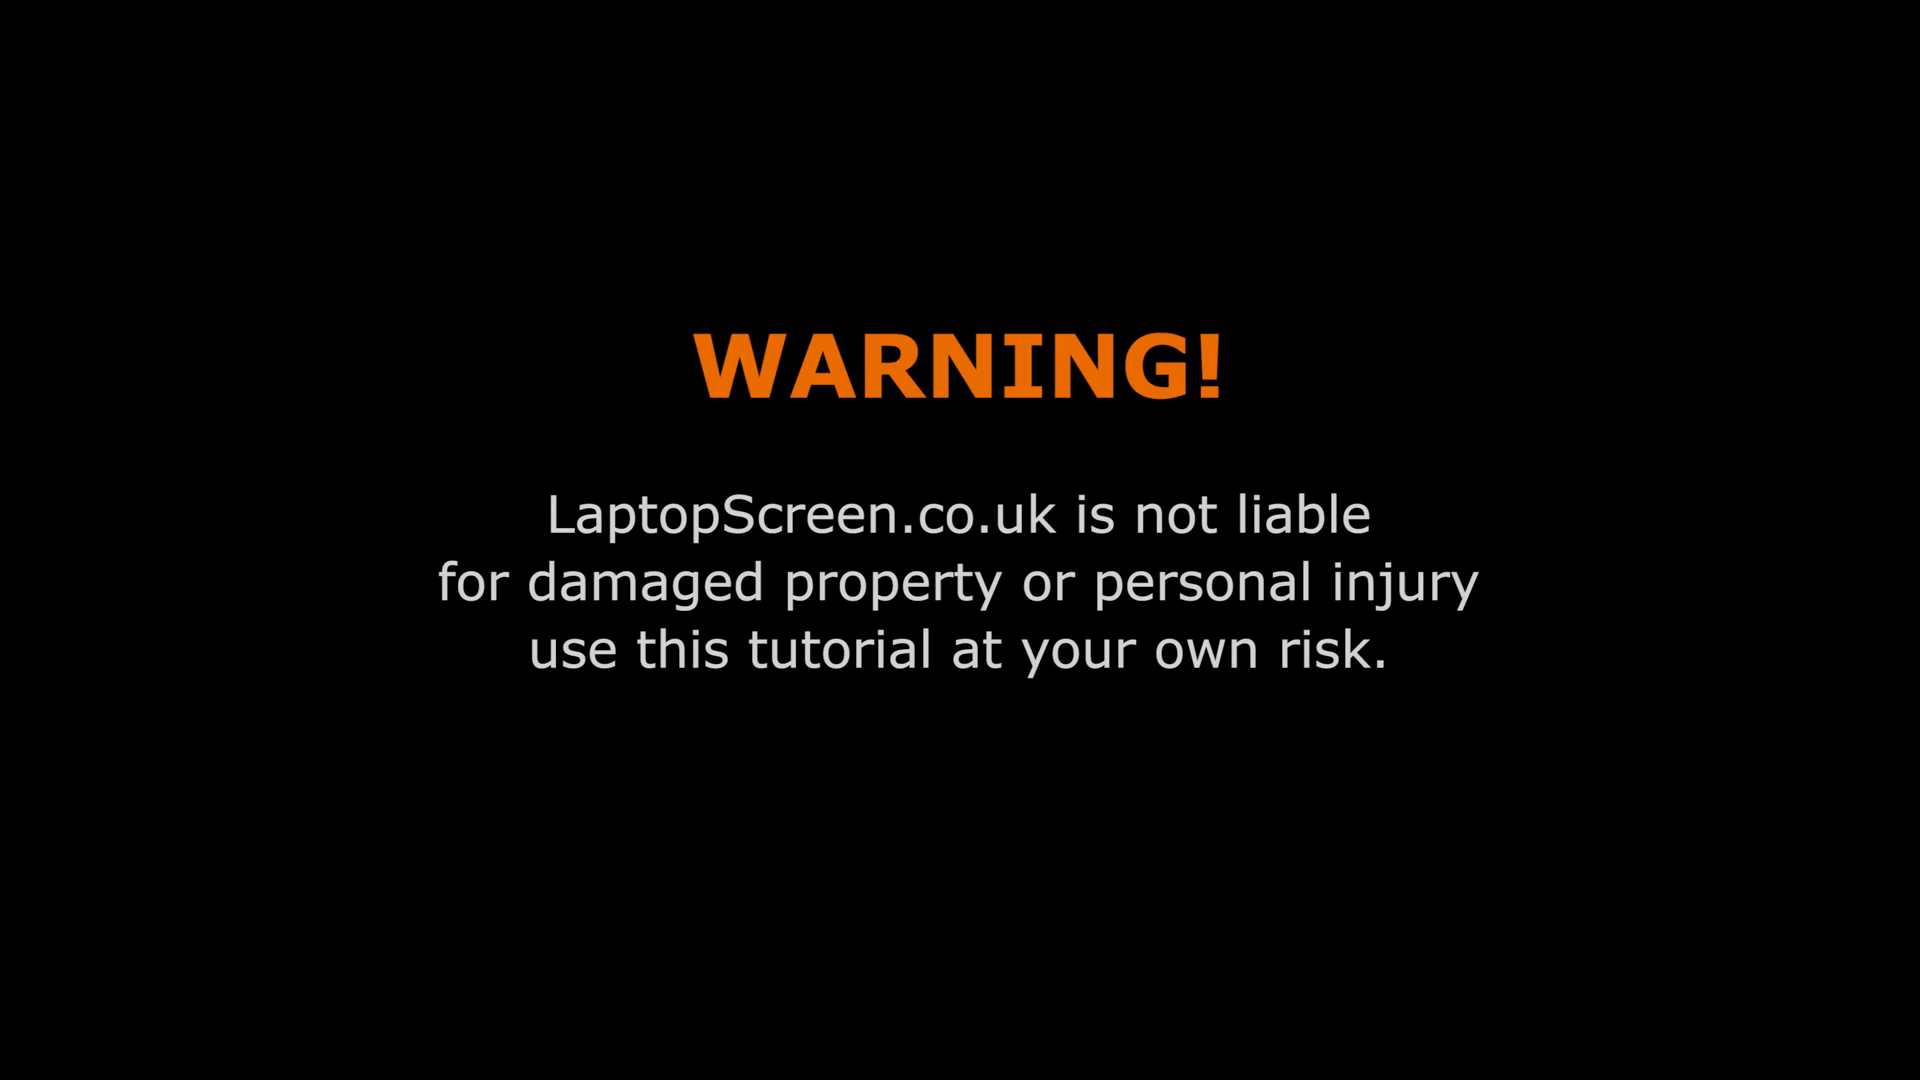 WARNING!
LaptopScreen.co.uk is not liable
for damaged property or personal injury
use this tutorial at your own risk.